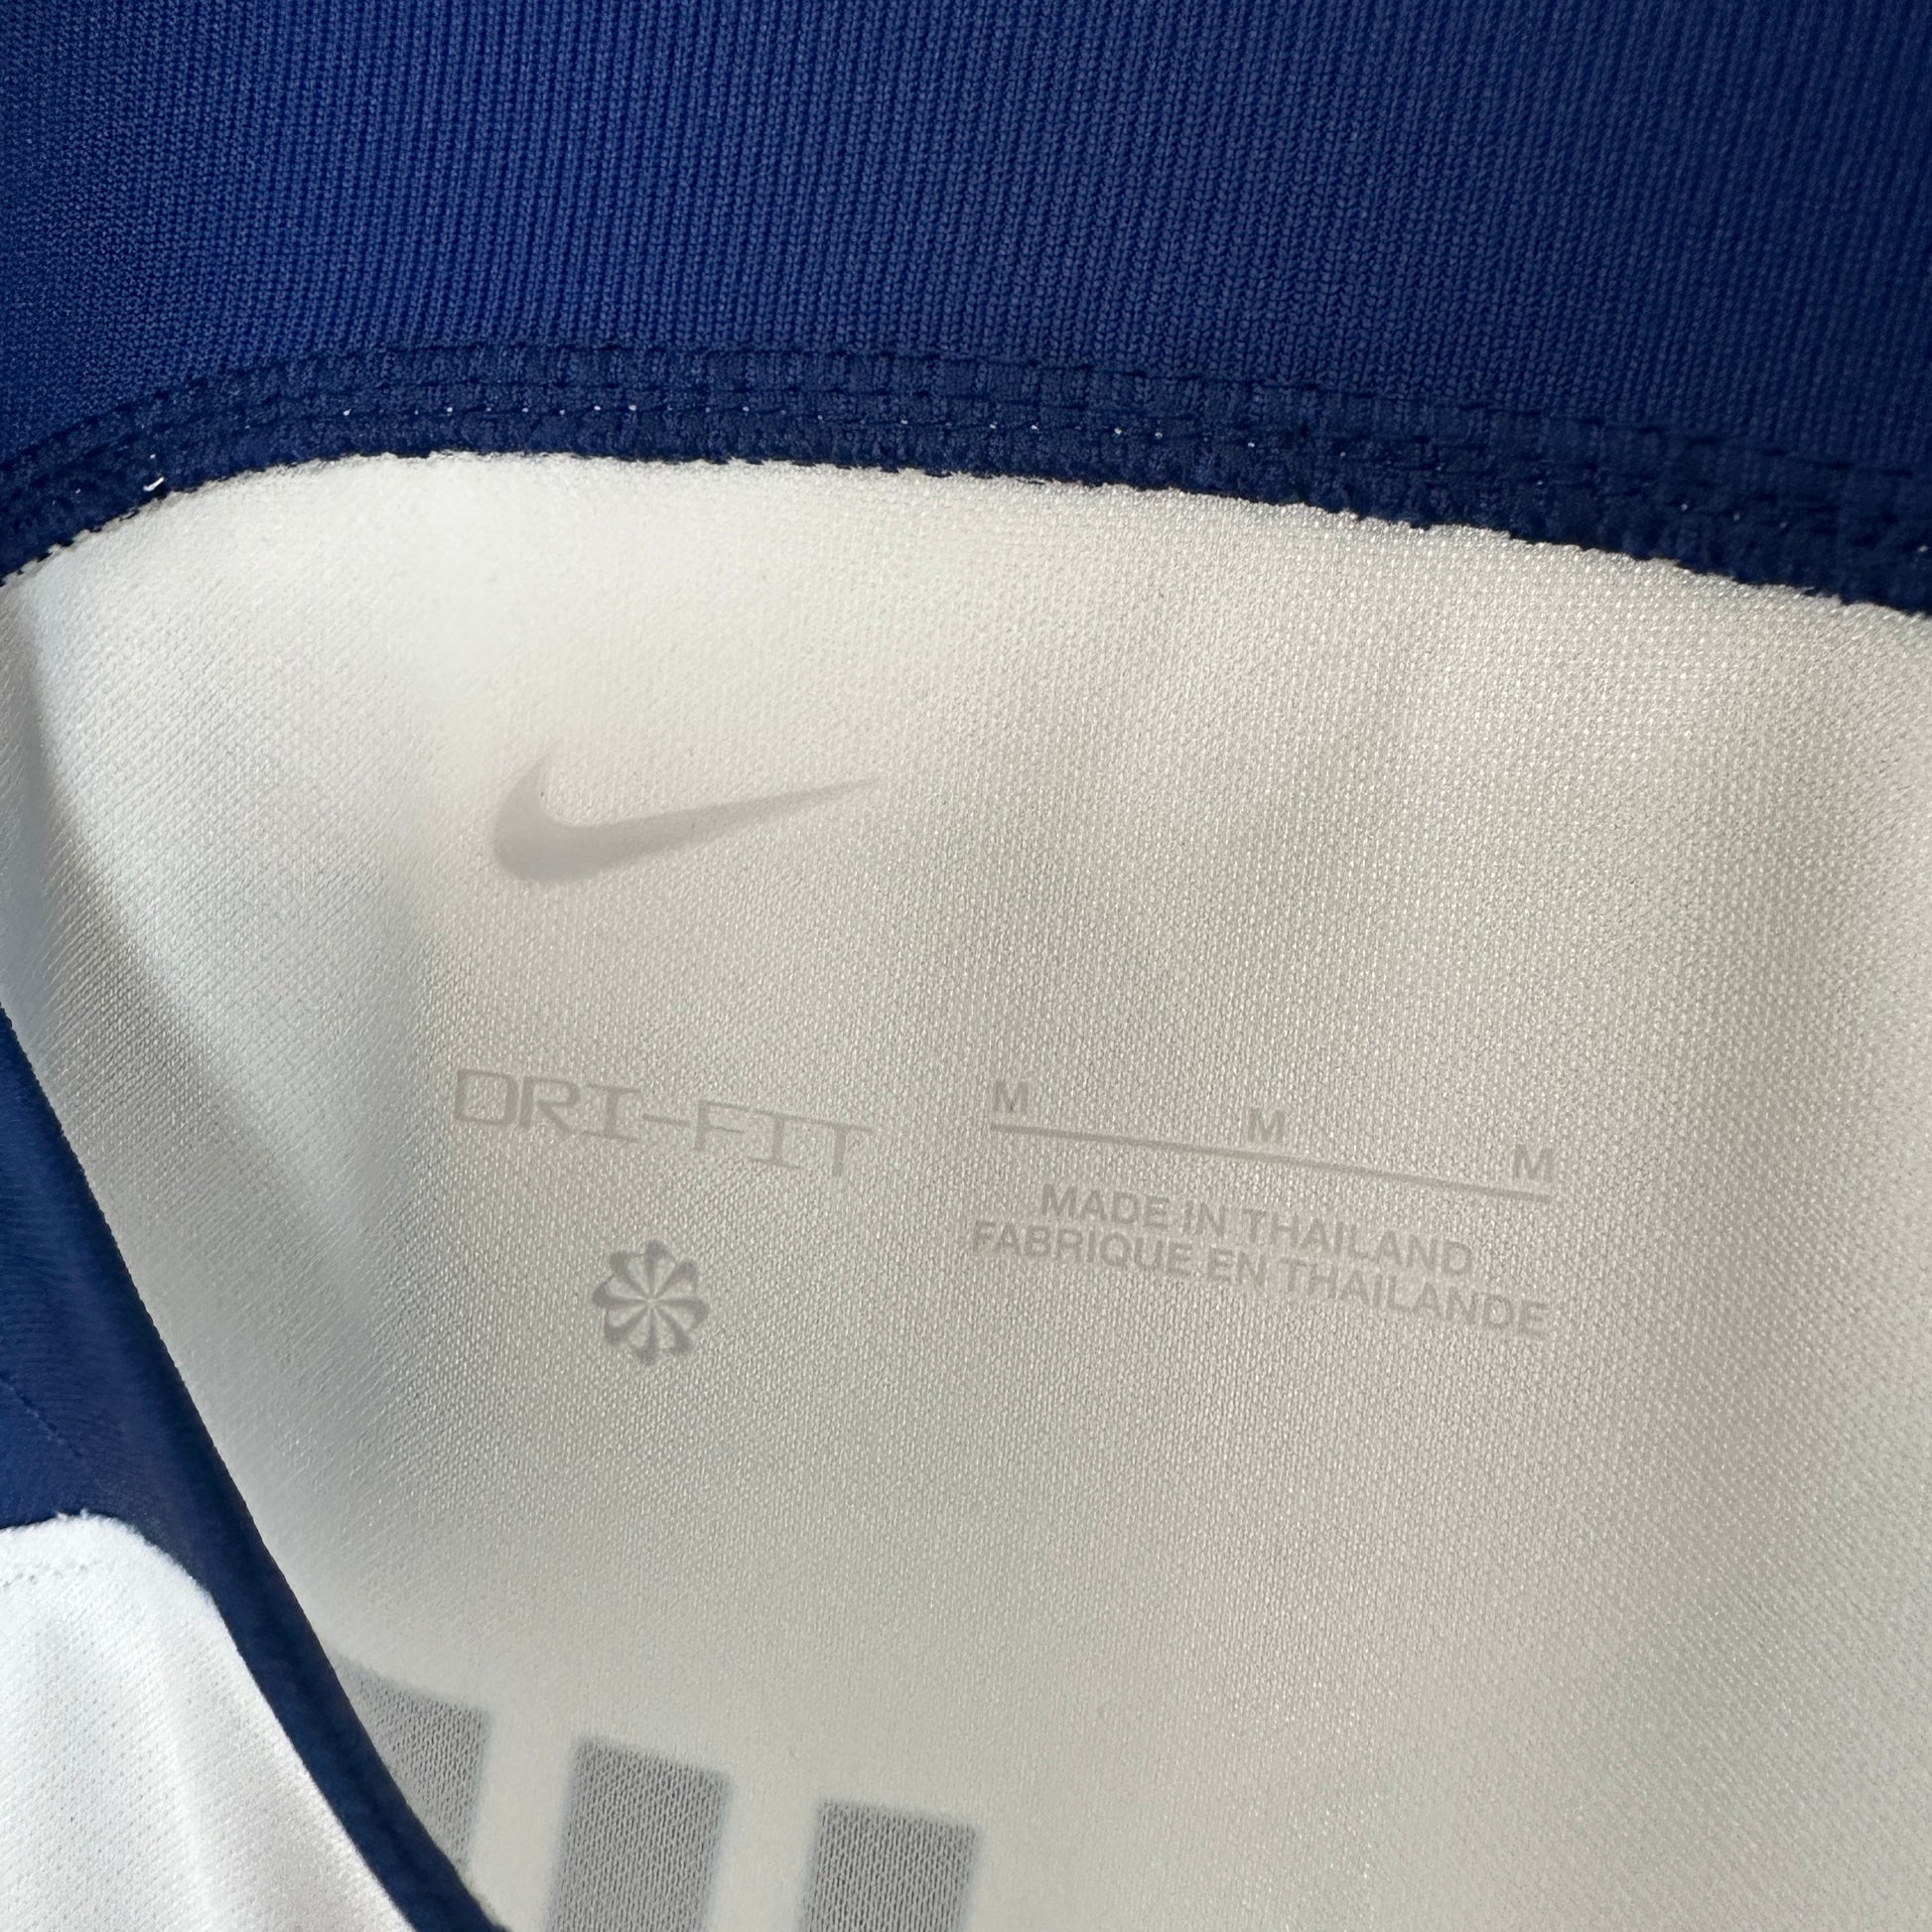 DRI-FIT
M M M
MADE IN THAILAND
FABRIQUE EN THAILANDE